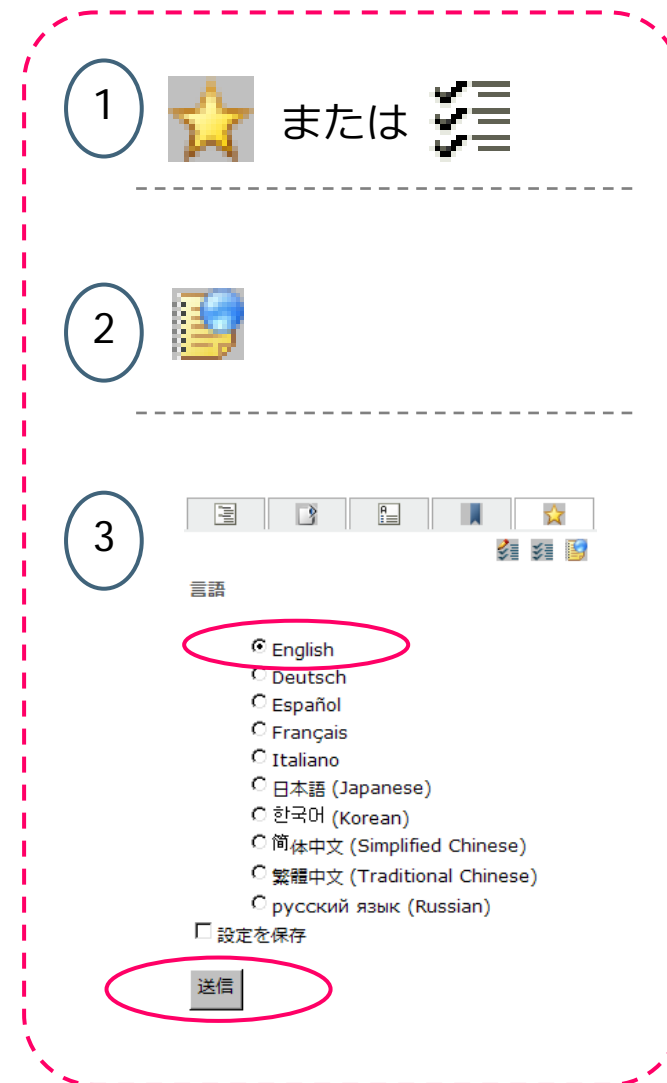 1
または
2
3
言語
English
Deutsch
Español
Français
Italiano
日本語 (Japanese)
한국어 (Korean)
简体中文 (Simplified Chinese)
繁體中文 (Traditional Chinese)
русский язык (Russian)
設定を保存
送信